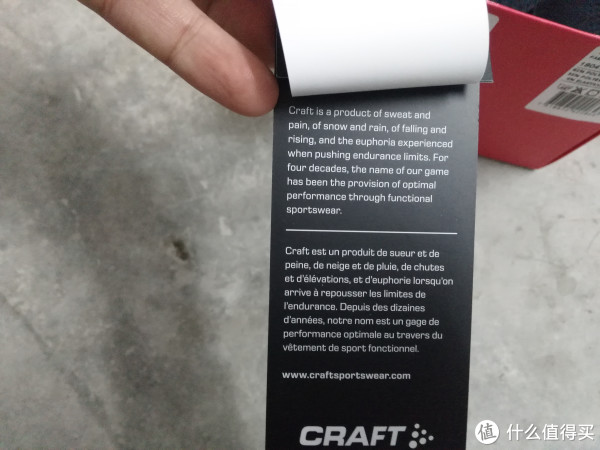 Craft is a product of sweat and
pain, of snow and rain, of falling and
rising, and the euphoria experienced
when pushing endurance limits. For
four decades, the name of our game
has been the provision of optimal
performance through functional
sportswear.
Craft est un produit de sueur et de
peine, de neige et de pluie, de chutes
et d'élévations, et d'euphorie lorsqu'on
arrive à repousser les limites de
l'endurance. Depuis des dizaines
d'années, notre nom est un gage de
performance optimale au travers du
vêtement de sport fonctionnel.
www.craftsportswear.com
CRAFT
值 什么值得买